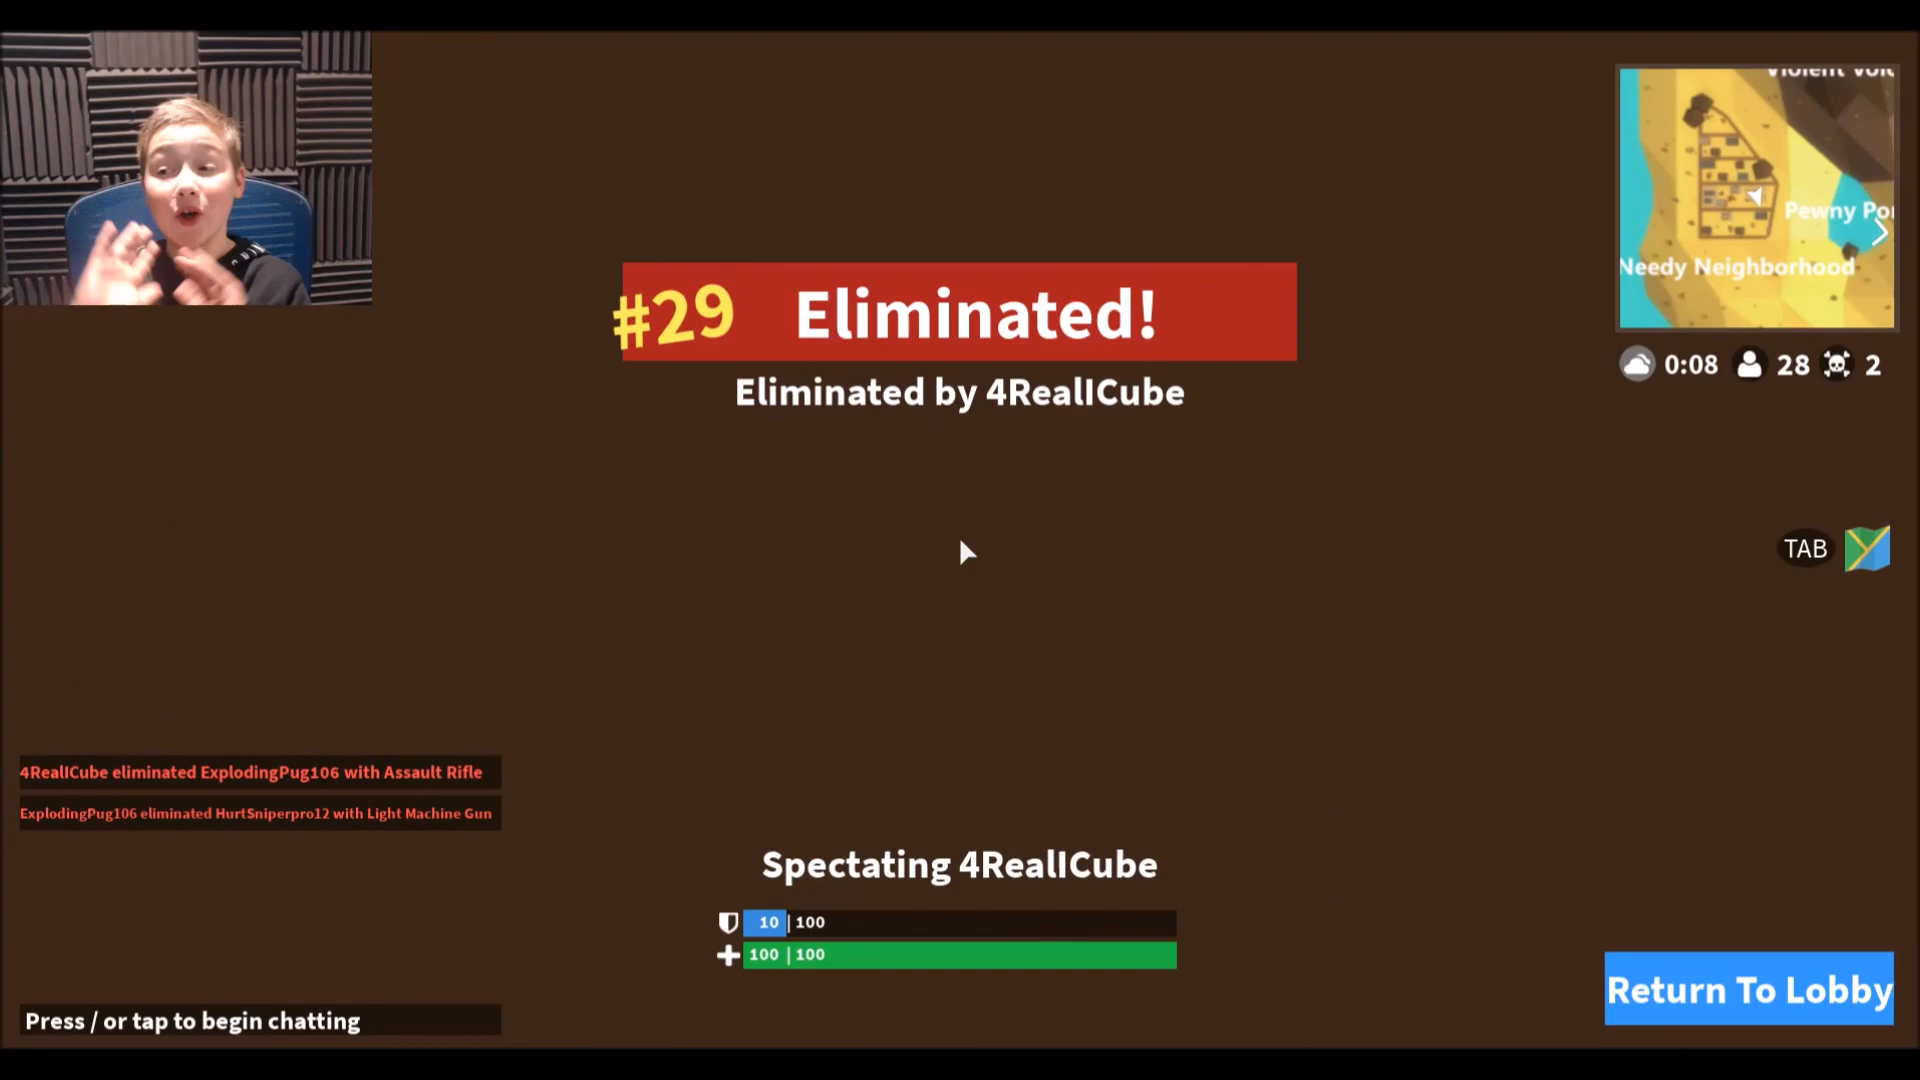 #29 Eliminated!
Eliminated by 4RealICube
Pewny
Needy Neighborhood
0:08 28 2
TAB
4RealICube eliminated ExplodingPug106 with Assault Rifle
ExplodingPug106 eliminated HurtSniperpro12 with Light Machine Gun
Spectating 4RealICube
10 | 100
100 | 100
Return To Lobby
Press / or tap to begin chatting